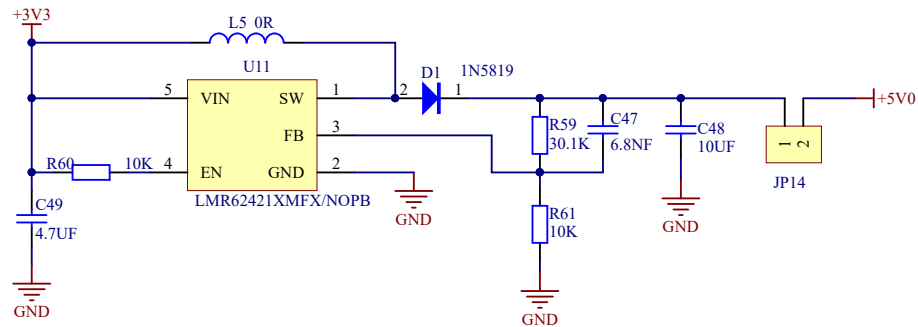 +3V3
L5 0R
U11
D1
1N5819
5
VIN
SW
1
2
1
+5V0
FB
3
R59
30.1K
C47
6.8NF
C48
10UF
1
2
R60
10K
4
EN
GND
2
JP14
LMR62421XMFX/NOPB
GND
C49
4.7UF
R61
10K
GND
GND
GND